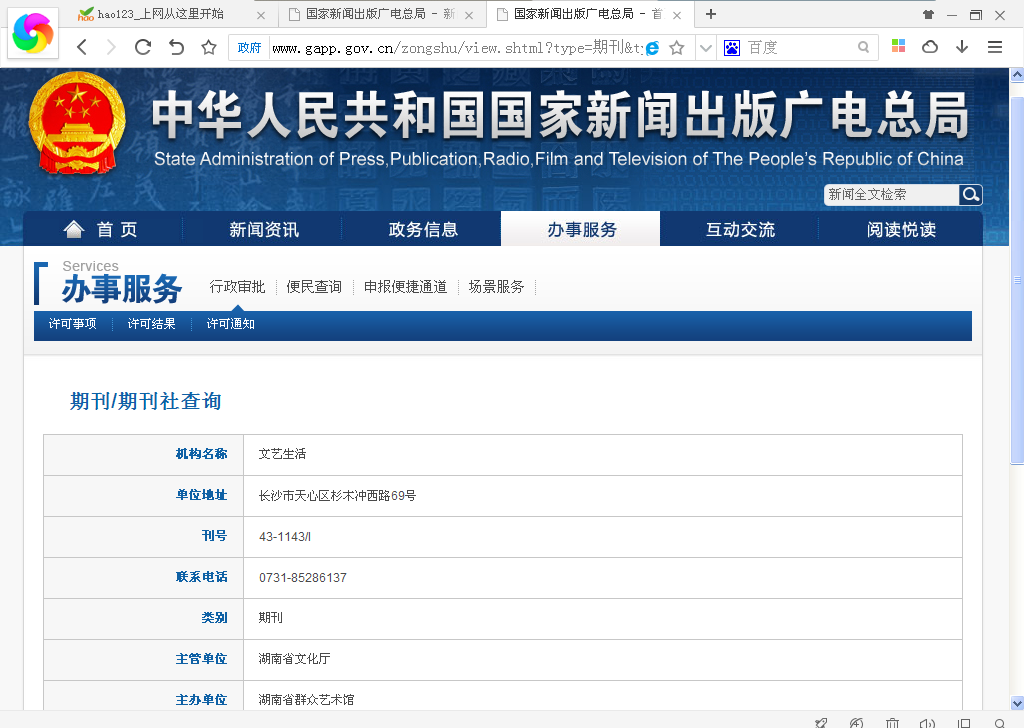 hao123_上网从这里开始
国家新闻出版广电总局 - 新
国家新闻出版广电总局 - 首
政府 www.gapp.gov.cn/zongshu/view.shtml?type=期刊&t
百度
中华人民共和国国家新闻出版广电总局
State Administration of Press,Publication,Radio,Film and Television of The People's Republic of China
新闻全文检索
首 页 新闻资讯 政务信息 办事服务 互动交流 阅读悦读
Services
办事服务 行政审批 便民查询 申报便捷通道 场景服务
许可事项 许可结果 许可通知
期刊/期刊社查询
机构名称 文艺生活
单位地址 长沙市天心区杉木冲西路69号
刊号 43-1143/I
联系电话 0731-85286137
类别 期刊
主管单位 湖南省文化厅
主办单位 湖南省群众艺术馆